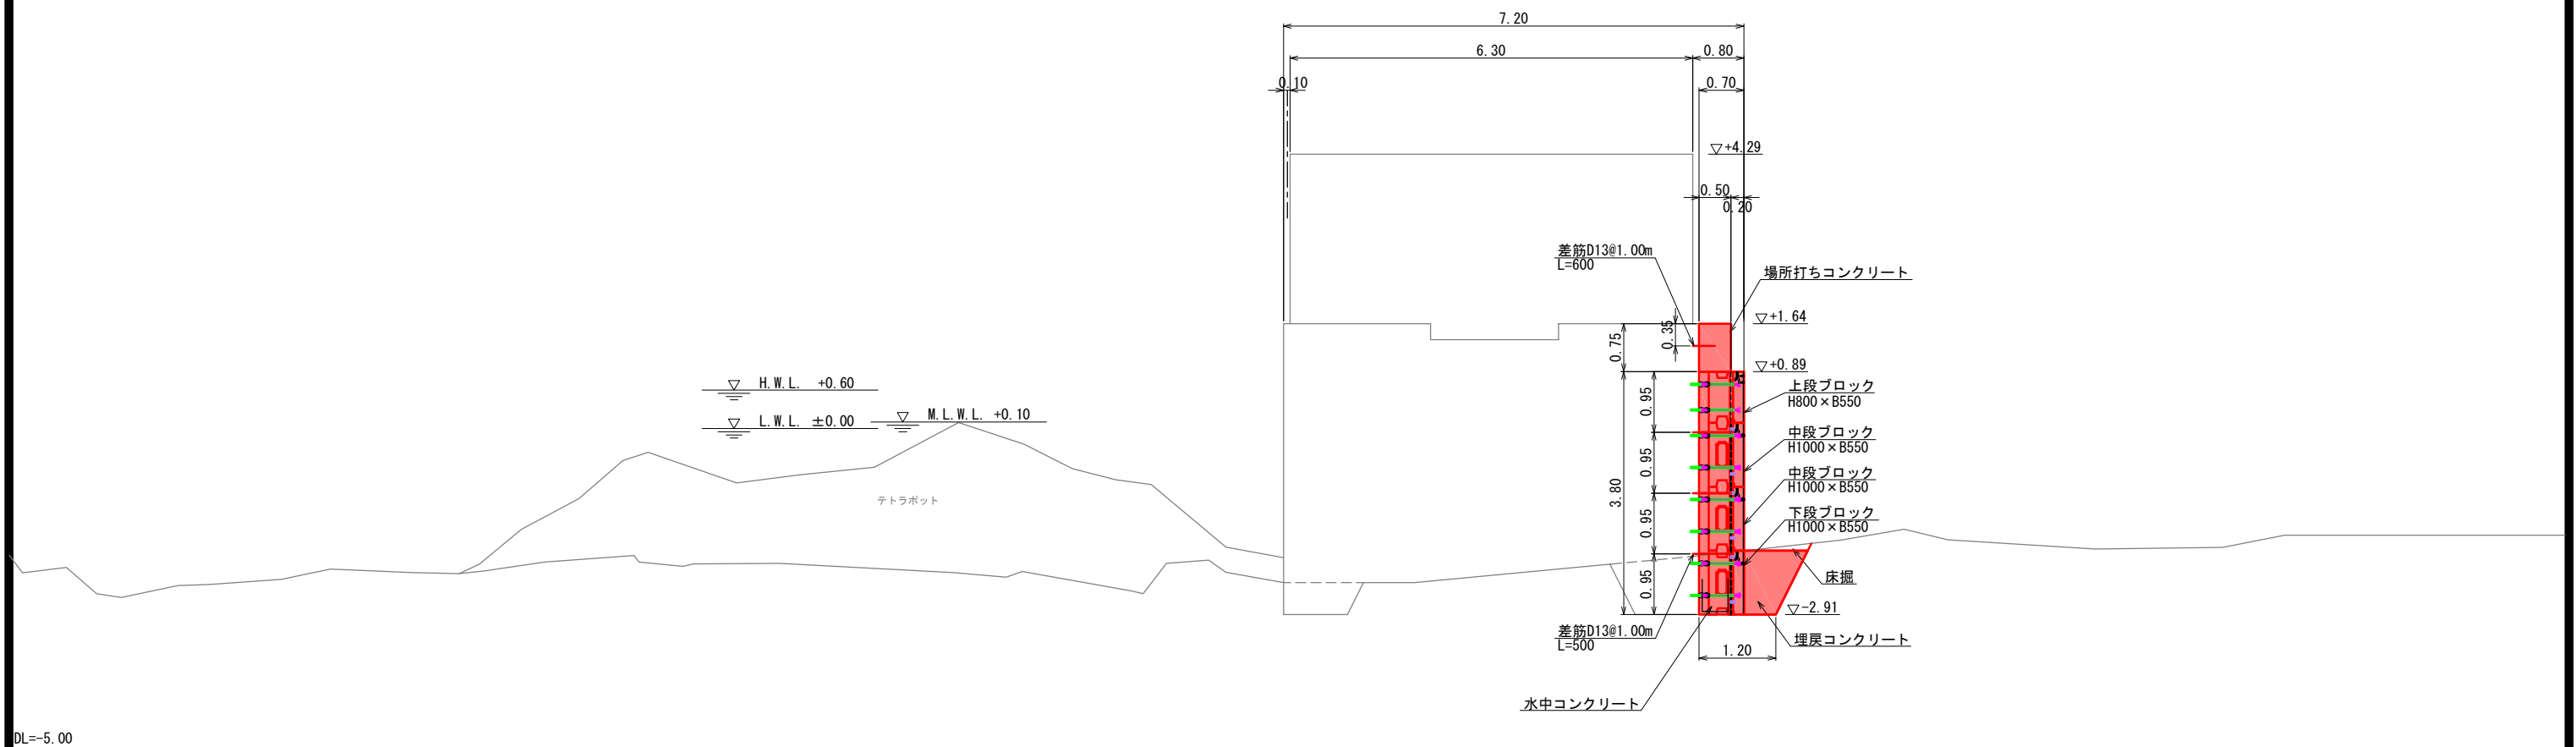 7.20
6.30
0.80
0.10
0.70
▽+4.29
0.50
0.20
差筋D13@1.00m
L=600
場所打ちコンクリート
▽+1.64
0.35
0.75
▽+0.89
H.W.L. +0.60
上段ブロック
H800×B550
0.95
L.W.L. ±0.00
M.L.W.L. +0.10
中段ブロック
H1000×B550
0.95
中段ブロック
H1000×B550
3.80
テトラポット
0.95
下段ブロック
H1000×B550
0.95
床掘
▽-2.91
差筋D13@1.00m
L=500
埋戻コンクリート
1.20
水中コンクリート
DL=-5.00